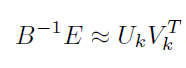 B^{-1}E ≈ U_k V_k^T